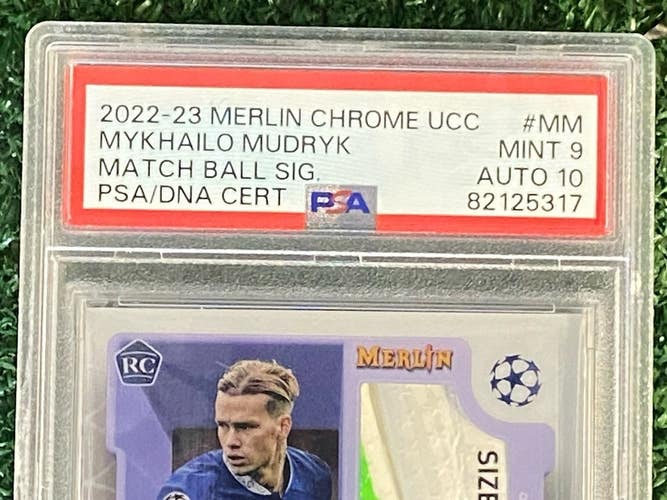 2022-23 MERLIN CHROME UCC #MM
MYKHAILO MUDRYK MINT 9
MATCH BALL SIG. AUTO 10
PSA/DNA CERT PSA 82125317
RC
MERLIN
SIZE